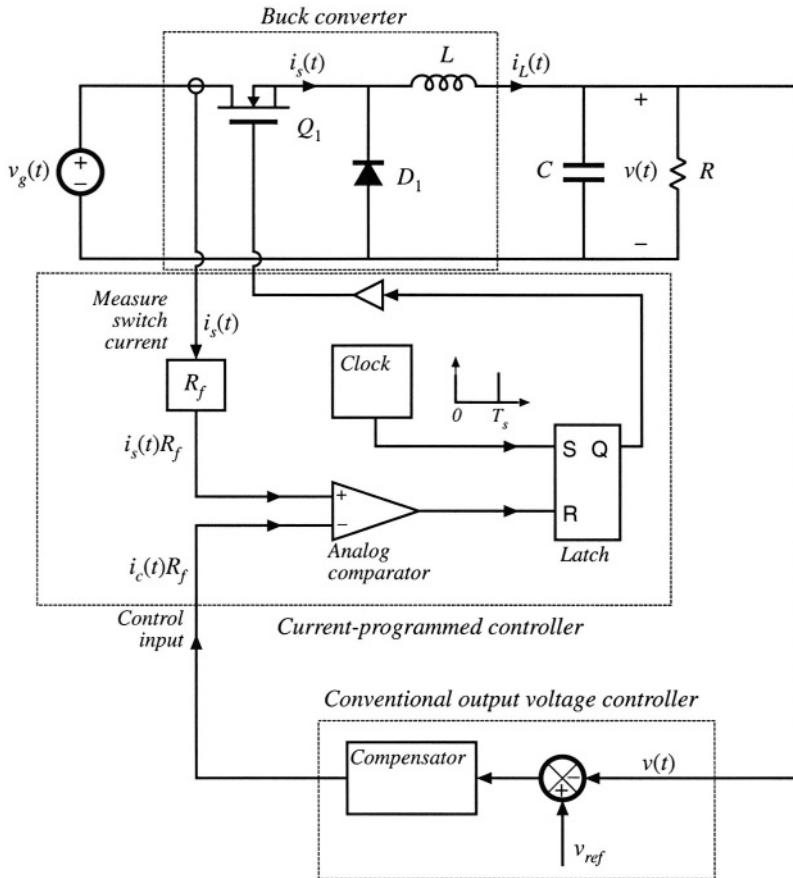 Buck converter
i_s(t)
L
i_L(t)
+
Q_1
v_g(t)
+
−
D_1
C
v(t)
R
−
Measure
switch
current
i_s(t)
Clock
R_f
0
T_s
i_s(t)R_f
S Q
+
−
R
Analog
comparator
Latch
i_c(t)R_f
Control
input
Current-programmed controller
Conventional output voltage controller
Compensator
−
+
v(t)
v_ref